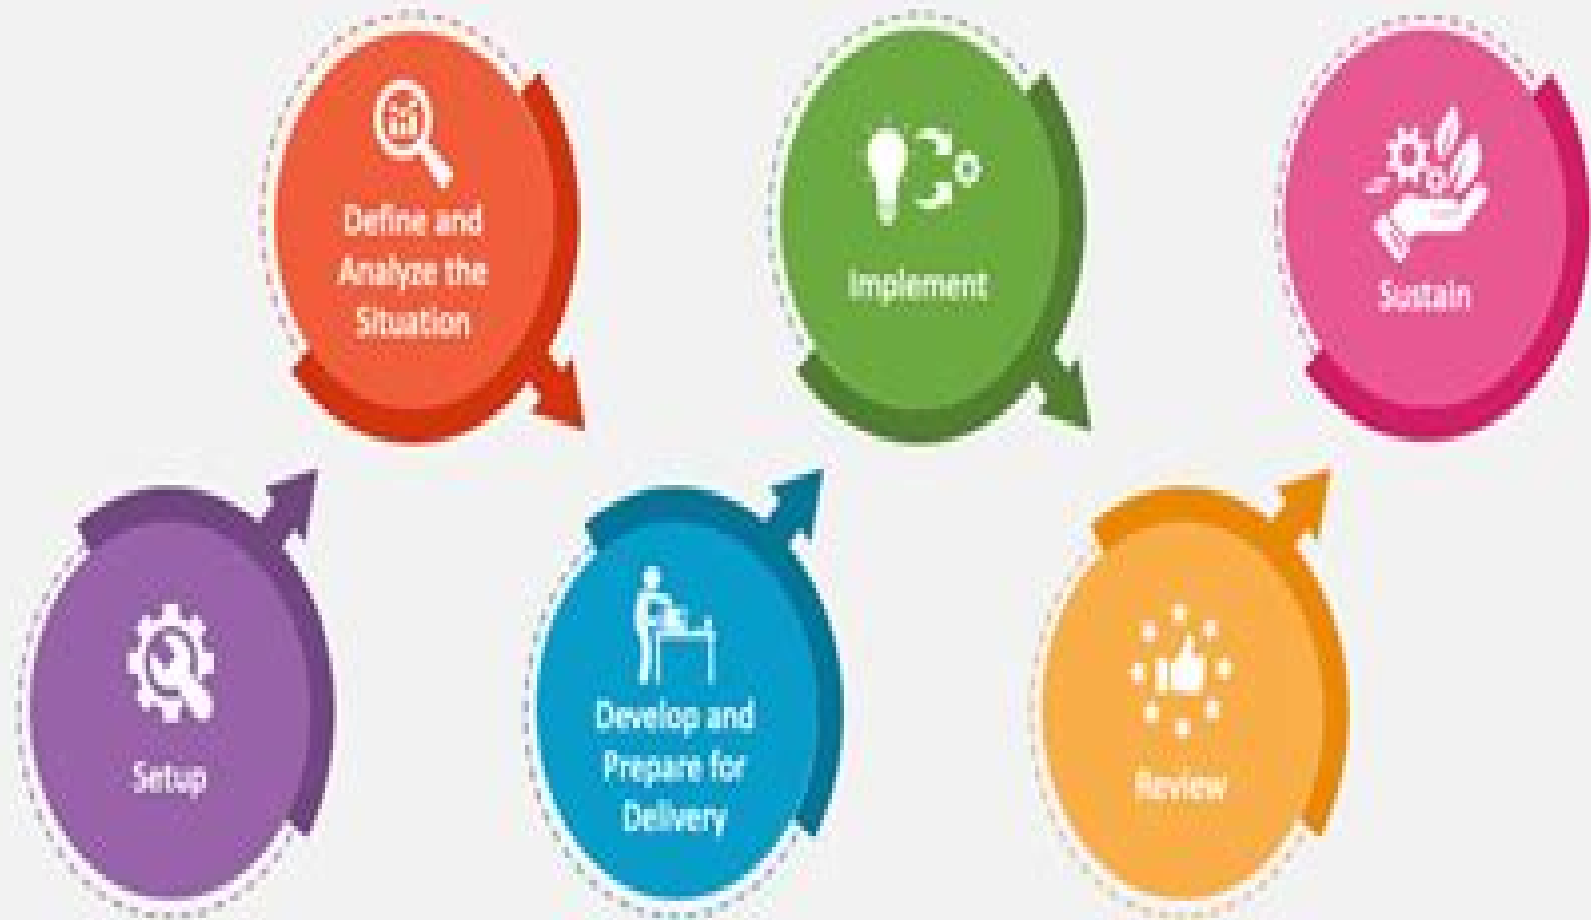 Define and
Analyze the
Situation
Implement
Sustain
Setup
Develop and
Prepare for
Delivery
Review